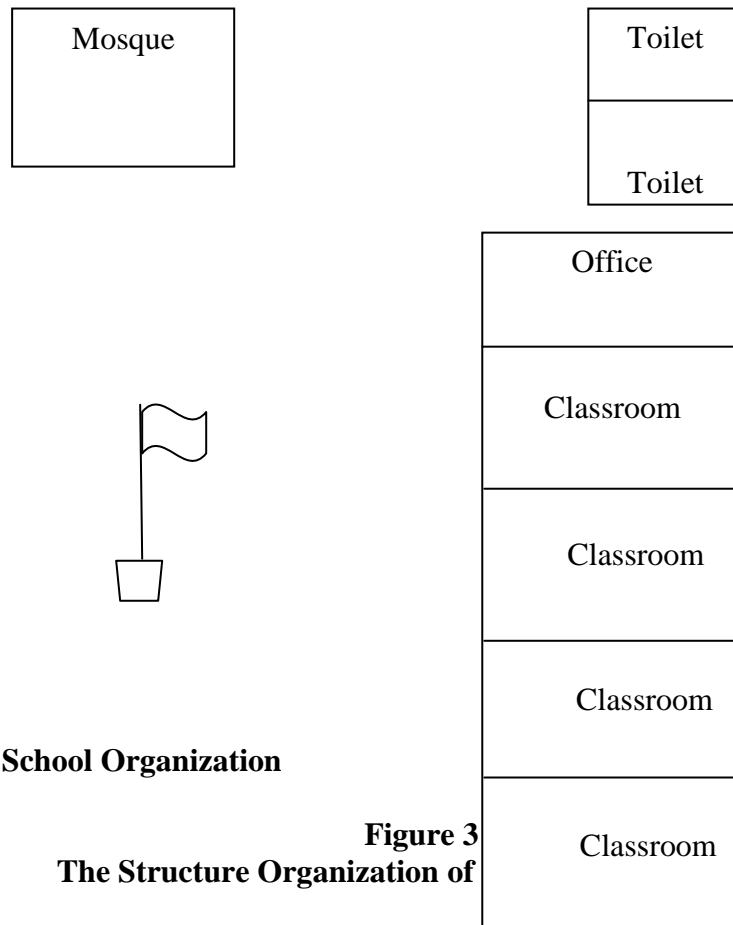 Mosque
Toilet
Toilet
Office
Classroom
Classroom
Classroom
School Organization
Figure 3
Classroom
The Structure Organization of